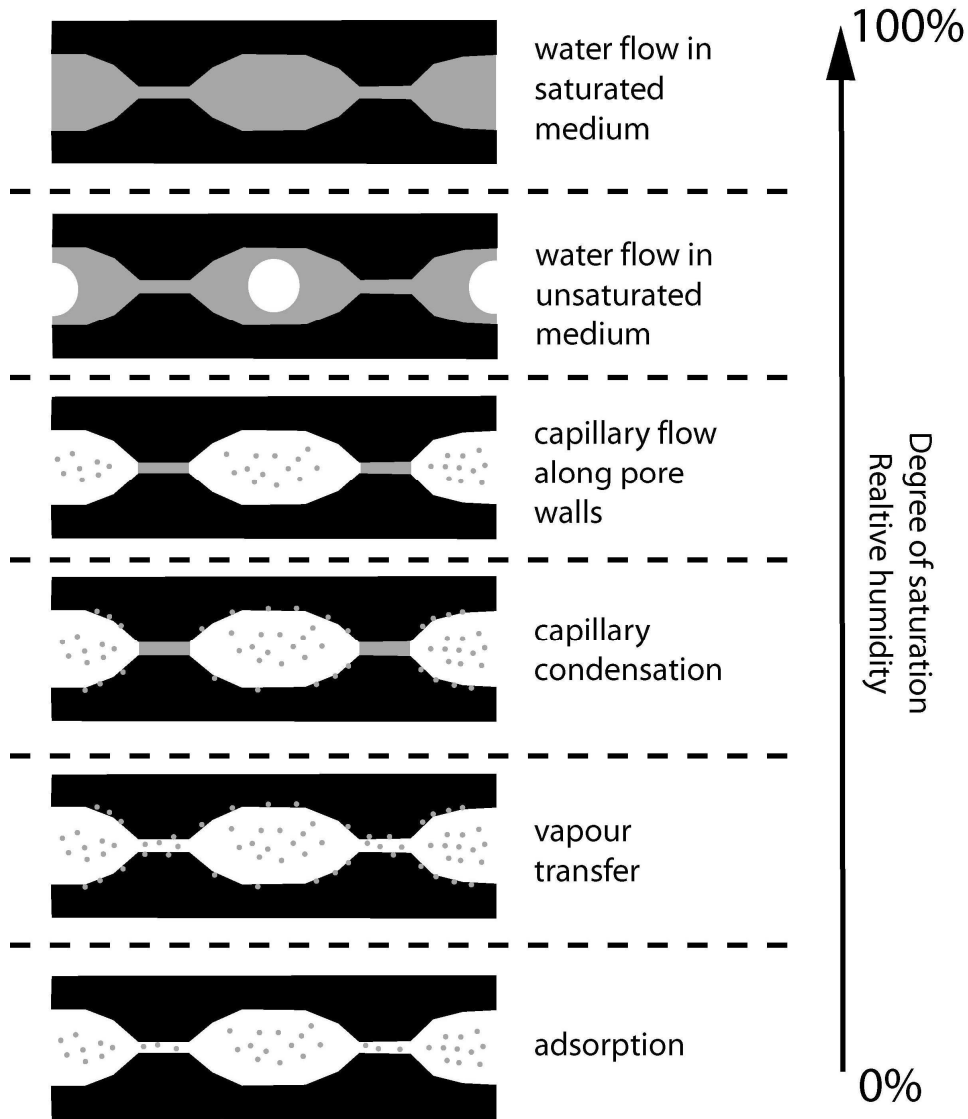 water flow in
saturated
medium
100%
water flow in
unsaturated
medium
capillary flow
along pore
walls
Degree of saturation
Realtive humidity
capillary
condensation
vapour
transfer
adsorption
0%